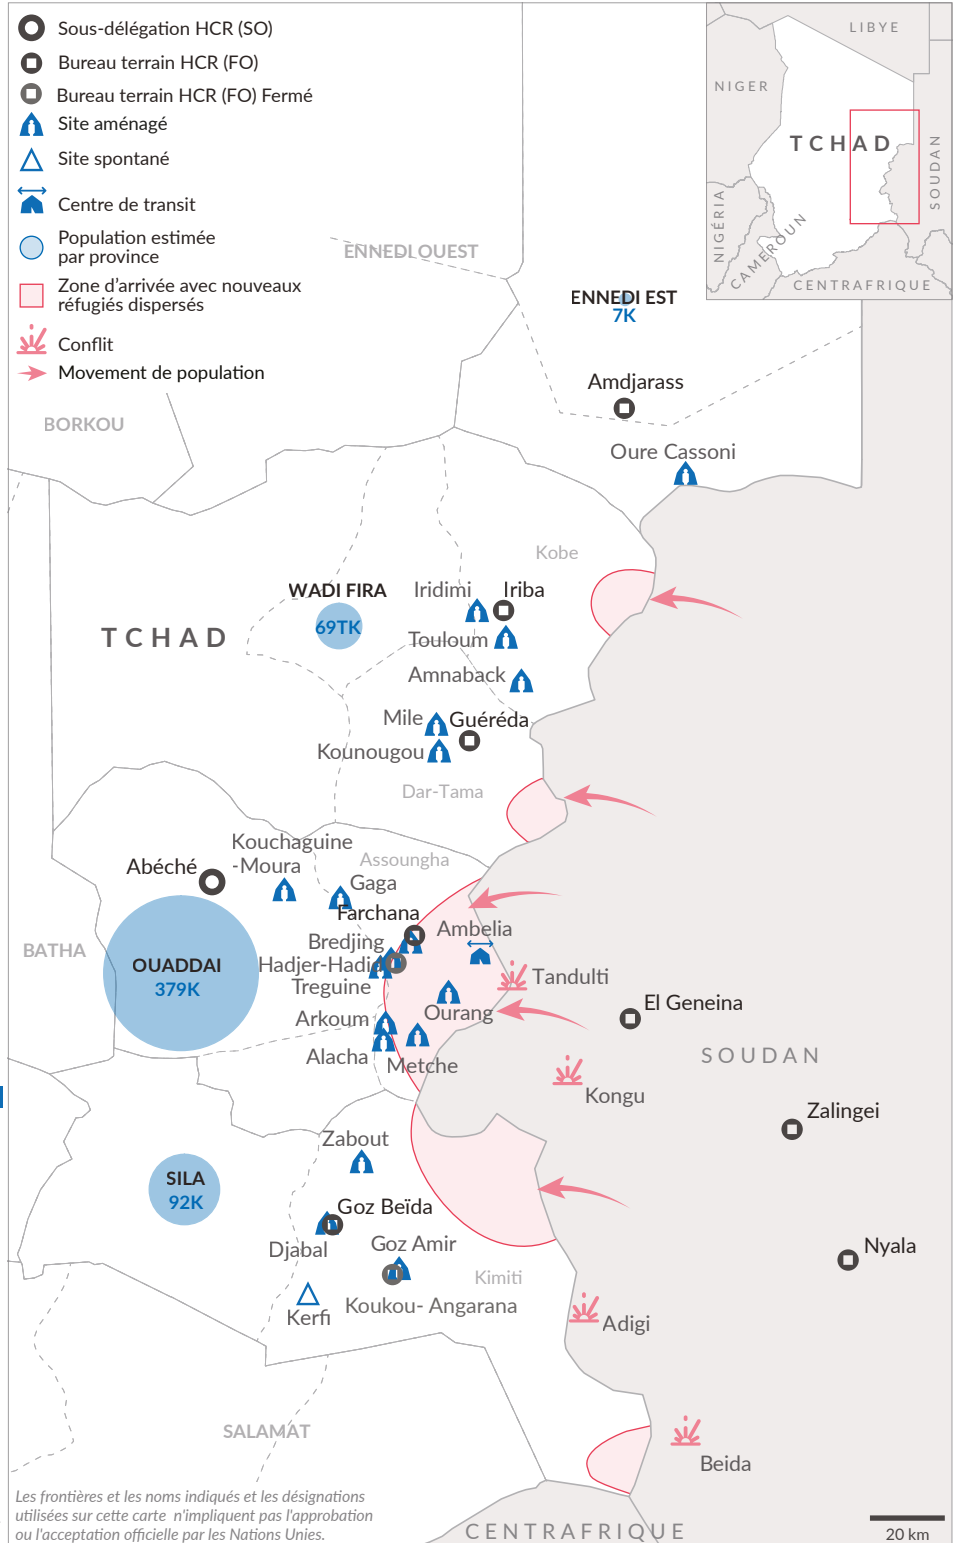 Sous-délégation HCR (SO)
Bureau terrain HCR (FO)
Bureau terrain HCR (FO) Fermé
Site aménagé
Site spontané
Centre de transit
Population estimée
par province
Zone d'arrivée avec nouveaux
réfugiés dispersés
Conflit
Movement de population
LIBYE
NIGER
TCHAD
SOUDAN
NIGÉRIA
CAMEROUN
CENTRAFRIQUE
ENNEDI OUEST
ENNEDI EST
7K
Amdjarass
BORKOU
Oure Cassoni
Kobe
WADI FIRA
69TK
Iridimi
Iriba
TCHAD
Touloum
Amnaback
Mile
Guéréda
Kounougou
Dar-Tama
Kouchaguine
-Moura
Assoungha
Abéché
Gaga
Farchana
Ambelia
BATHA
Bredjing
OUADDAI
379K
Hadjer-Hadid
Tandulti
Treguine
Ourang
El Geneina
Arkoum
Alacha
Metche
SOUDAN
Kongu
Zalingei
Zabout
SILA
92K
Goz Beïda
Djabal
Goz Amir
Nyala
Kimiti
Koukou- Angarana
Kerfi
Adigi
SALAMAT
Beida
Les frontières et les noms indiqués et les désignations
utilisées sur cette carte n'impliquent pas l'approbation
ou l'acceptation officielle par les Nations Unies.
CENTRAFRIQUE
20 km